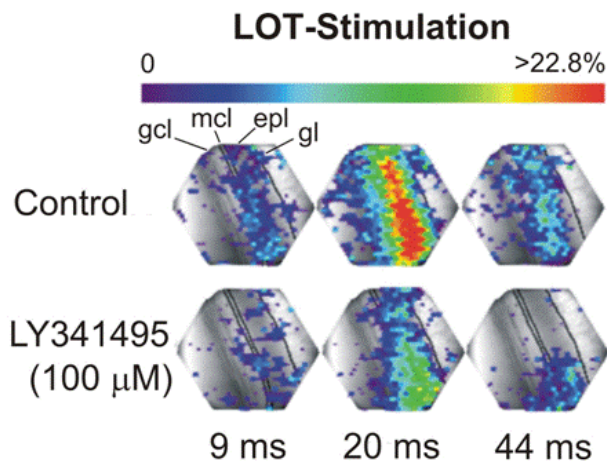 LOT-Stimulation
0 >22.8%
gcl mcl epl gl
Control
LY341495
(100 μM)
9 ms 20 ms 44 ms